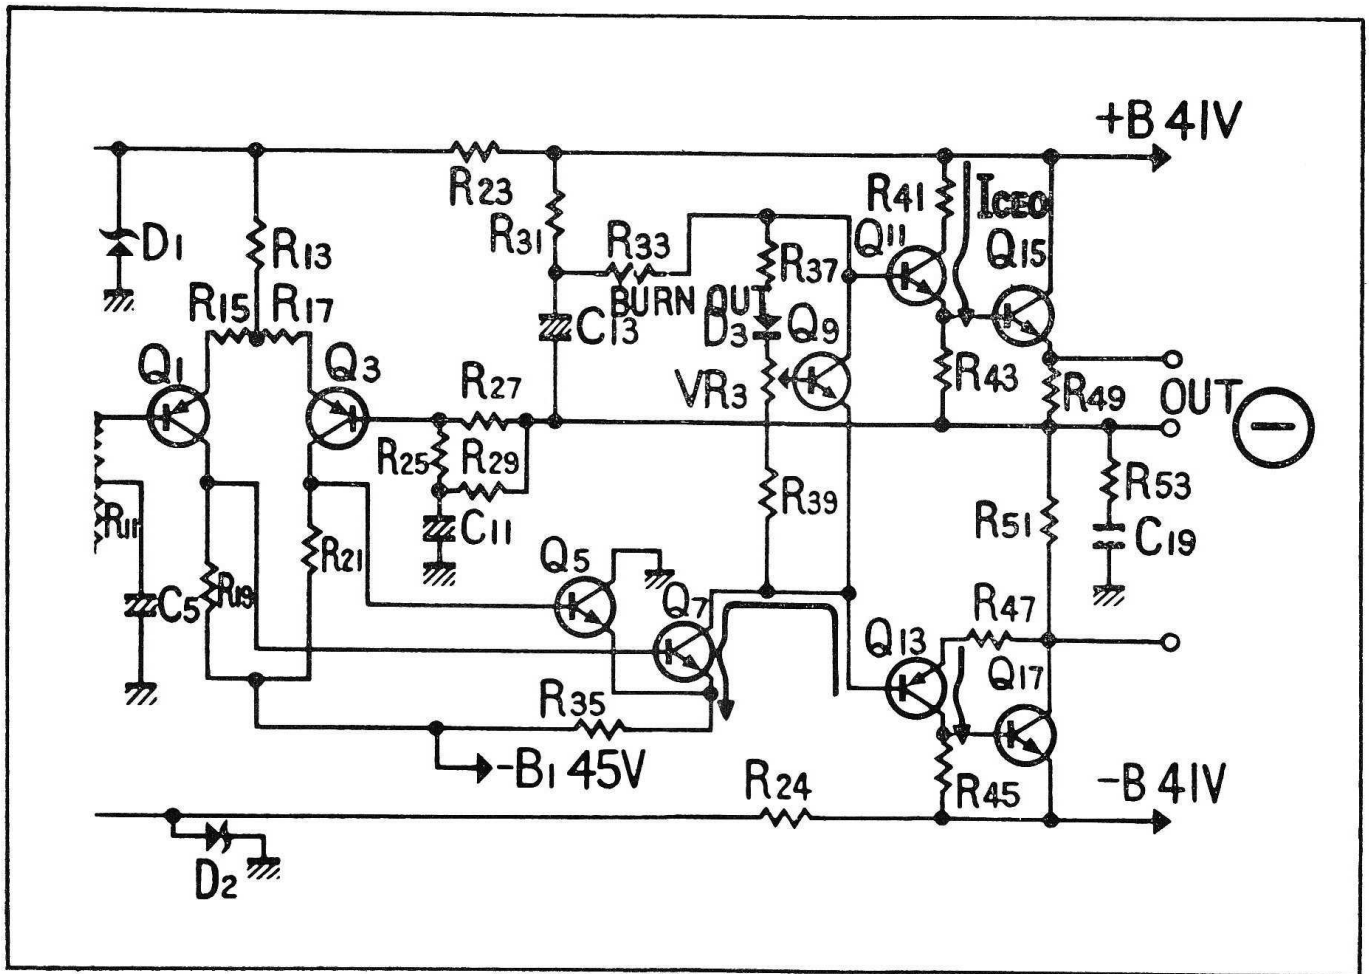 +B 41V
R23
R41
ICEO
D1
R13
R31
R33
Q11
Q15
R37
R15
R17
BURN OUT
C13
D3
Q9
Q1
Q3
R27
VR3
R43
R49
OUT
−
R25
R29
R39
R53
R11
C11
R51
C19
R21
Q5
C5
R19
Q7
R47
Q13
Q17
R35
-B1 45V
R24
R45
-B 41V
D2